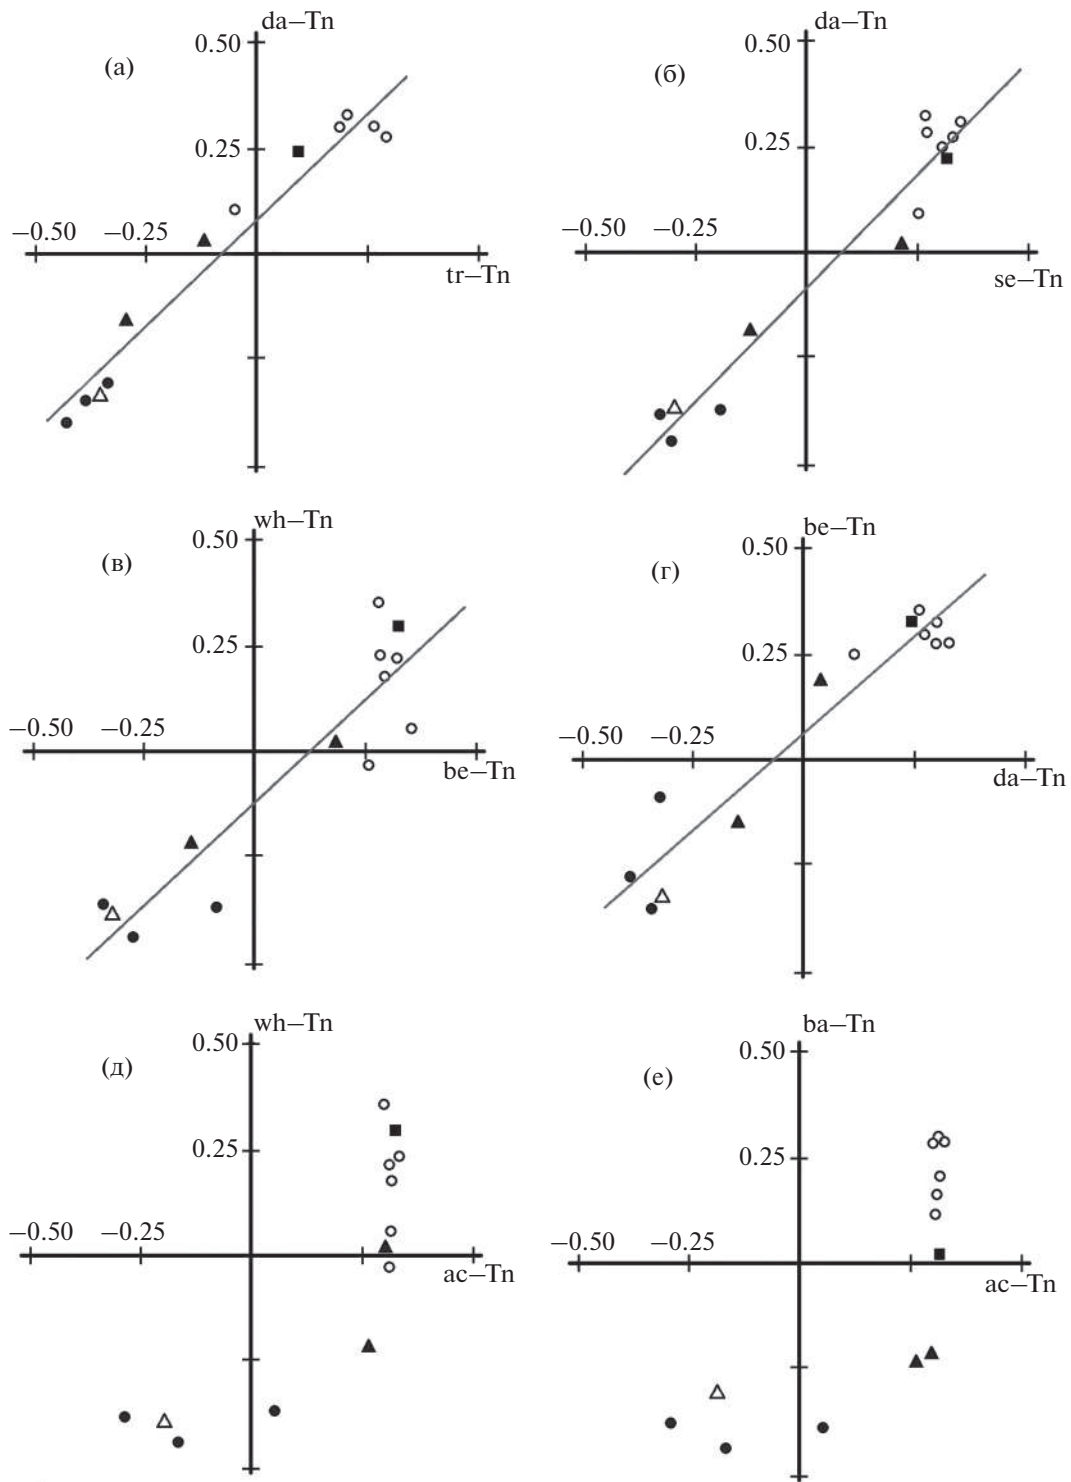 da–Tn
0.50
(а)
0.25
–0.50 –0.25
tr–Tn
da–Tn
0.50
(б)
0.25
–0.50 –0.25
se–Tn
wh–Tn
0.50
(в)
0.25
–0.50 –0.25
be–Tn
be–Tn
0.50
(г)
0.25
–0.50 –0.25
da–Tn
wh–Tn
0.50
(д)
0.25
–0.50 –0.25
ac–Tn
ba–Tn
0.50
(е)
0.25
–0.50 –0.25
ac–Tn